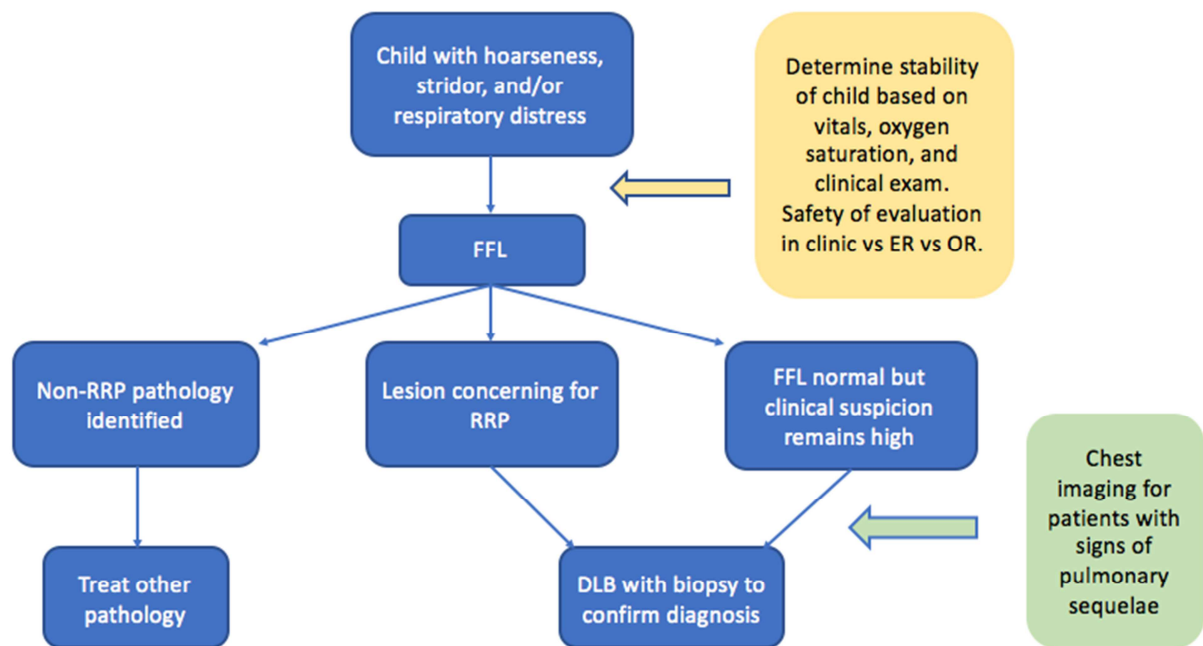 Child with hoarseness,
stridor, and/or
respiratory distress
Determine stability
of child based on
vitals, oxygen
saturation, and
clinical exam.
Safety of evaluation
in clinic vs ER vs OR.
FFL
Non-RRP pathology
identified
Lesion concerning for
RRP
FFL normal but
clinical suspicion
remains high
Chest
imaging for
patients with
signs of
pulmonary
sequelae
Treat other
pathology
DLB with biopsy to
confirm diagnosis